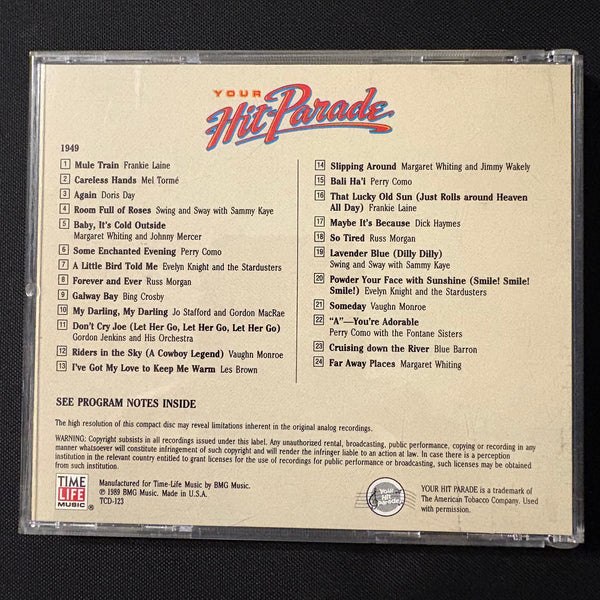 YOUR
Hit Parade
1949
1 Mule Train Frankie Laine
2 Careless Hands Mel Tormé
3 Again Doris Day
4 Room Full of Roses Swing and Sway with Sammy Kaye
5 Baby, It's Cold Outside
Margaret Whiting and Johnny Mercer
6 Some Enchanted Evening Perry Como
7 A Little Bird Told Me Evelyn Knight and the Stardusters
8 Forever and Ever Russ Morgan
9 Galway Bay Bing Crosby
10 My Darling, My Darling Jo Stafford and Gordon MacRae
11 Don't Cry Joe (Let Her Go, Let Her Go, Let Her Go)
Gordon Jenkins and His Orchestra
12 Riders in the Sky (A Cowboy Legend) Vaughn Monroe
13 I've Got My Love to Keep Me Warm Les Brown
14 Slipping Around Margaret Whiting and Jimmy Wakely
15 Bali Ha'i Perry Como
16 That Lucky Old Sun (Just Rolls around Heaven
All Day) Frankie Laine
17 Maybe It's Because Dick Haymes
18 So Tired Russ Morgan
19 Lavender Blue (Dilly Dilly)
Swing and Sway with Sammy Kaye
20 Powder Your Face with Sunshine (Smile! Smile!
Smile!) Evelyn Knight and the Stardusters
21 Someday Vaughn Monroe
22 "A"—You're Adorable
Perry Como with the Fontane Sisters
23 Cruising down the River Blue Barron
24 Far Away Places Margaret Whiting
SEE PROGRAM NOTES INSIDE
The high resolution of this compact disc may reveal limitations inherent in the original analog recordings.
WARNING: Copyright subsists in all recordings issued under this label. Any unauthorized rental, broadcasting, public performance, copying or recording in any
manner whatsoever will constitute infringement of such copyright and will render the infringer liable to an action at law. In case there is a perception
institution in the relevant country entitled to grant licenses for the use of recordings for public performance or broadcasting, such licenses may be obtained
from such institution.
TIME
LIFE
MUSIC
®
Manufactured for Time-Life Music by BMG Music.
℗ 1989 BMG Music. Made in U.S.A.
TCD-123
Your
Hit
Parade
YOUR HIT PARADE is a trademark of
The American Tobacco Company. Used
with permission.